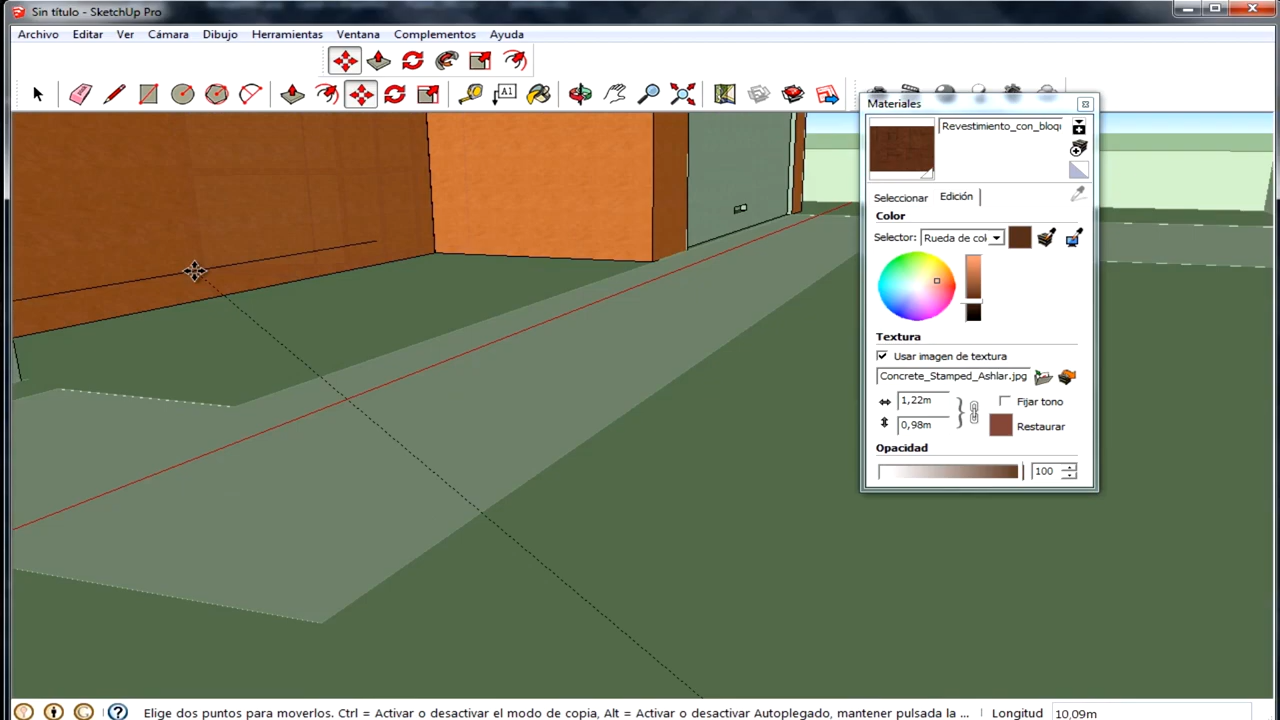 Sin título - SketchUp Pro
Archivo Editar Ver Cámara Dibujo Herramientas Ventana Complementos Ayuda
A1
Materiales
Revestimiento_con_bloqu
Seleccionar Edición
Color
Selector: Rueda de col
Textura
Usar imagen de textura
Concrete_Stamped_Ashlar.jpg
1,22m Fijar tono
0,98m Restaurar
Opacidad
100
Elige dos puntos para moverlos. Ctrl = Activar o desactivar el modo de copia, Alt = Activar o desactivar Autoplegado, mantener pulsada la ... Longitud 10,09m